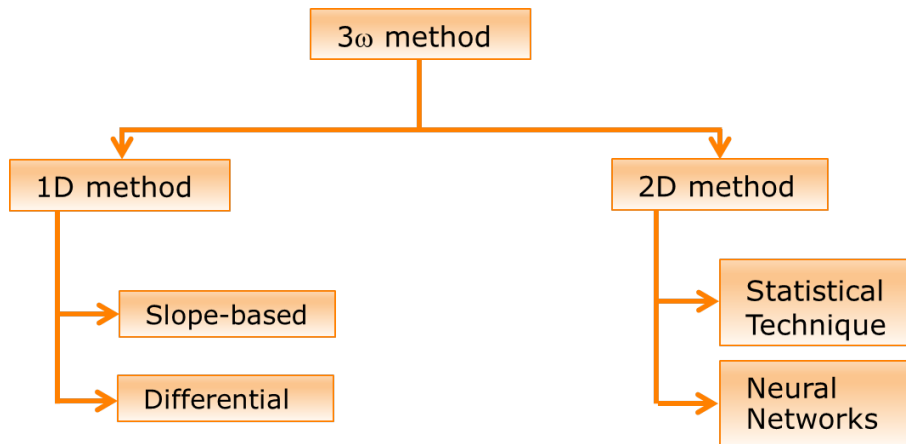 3ω method
1D method
2D method
Slope-based
Differential
Statistical
Technique
Neural
Networks